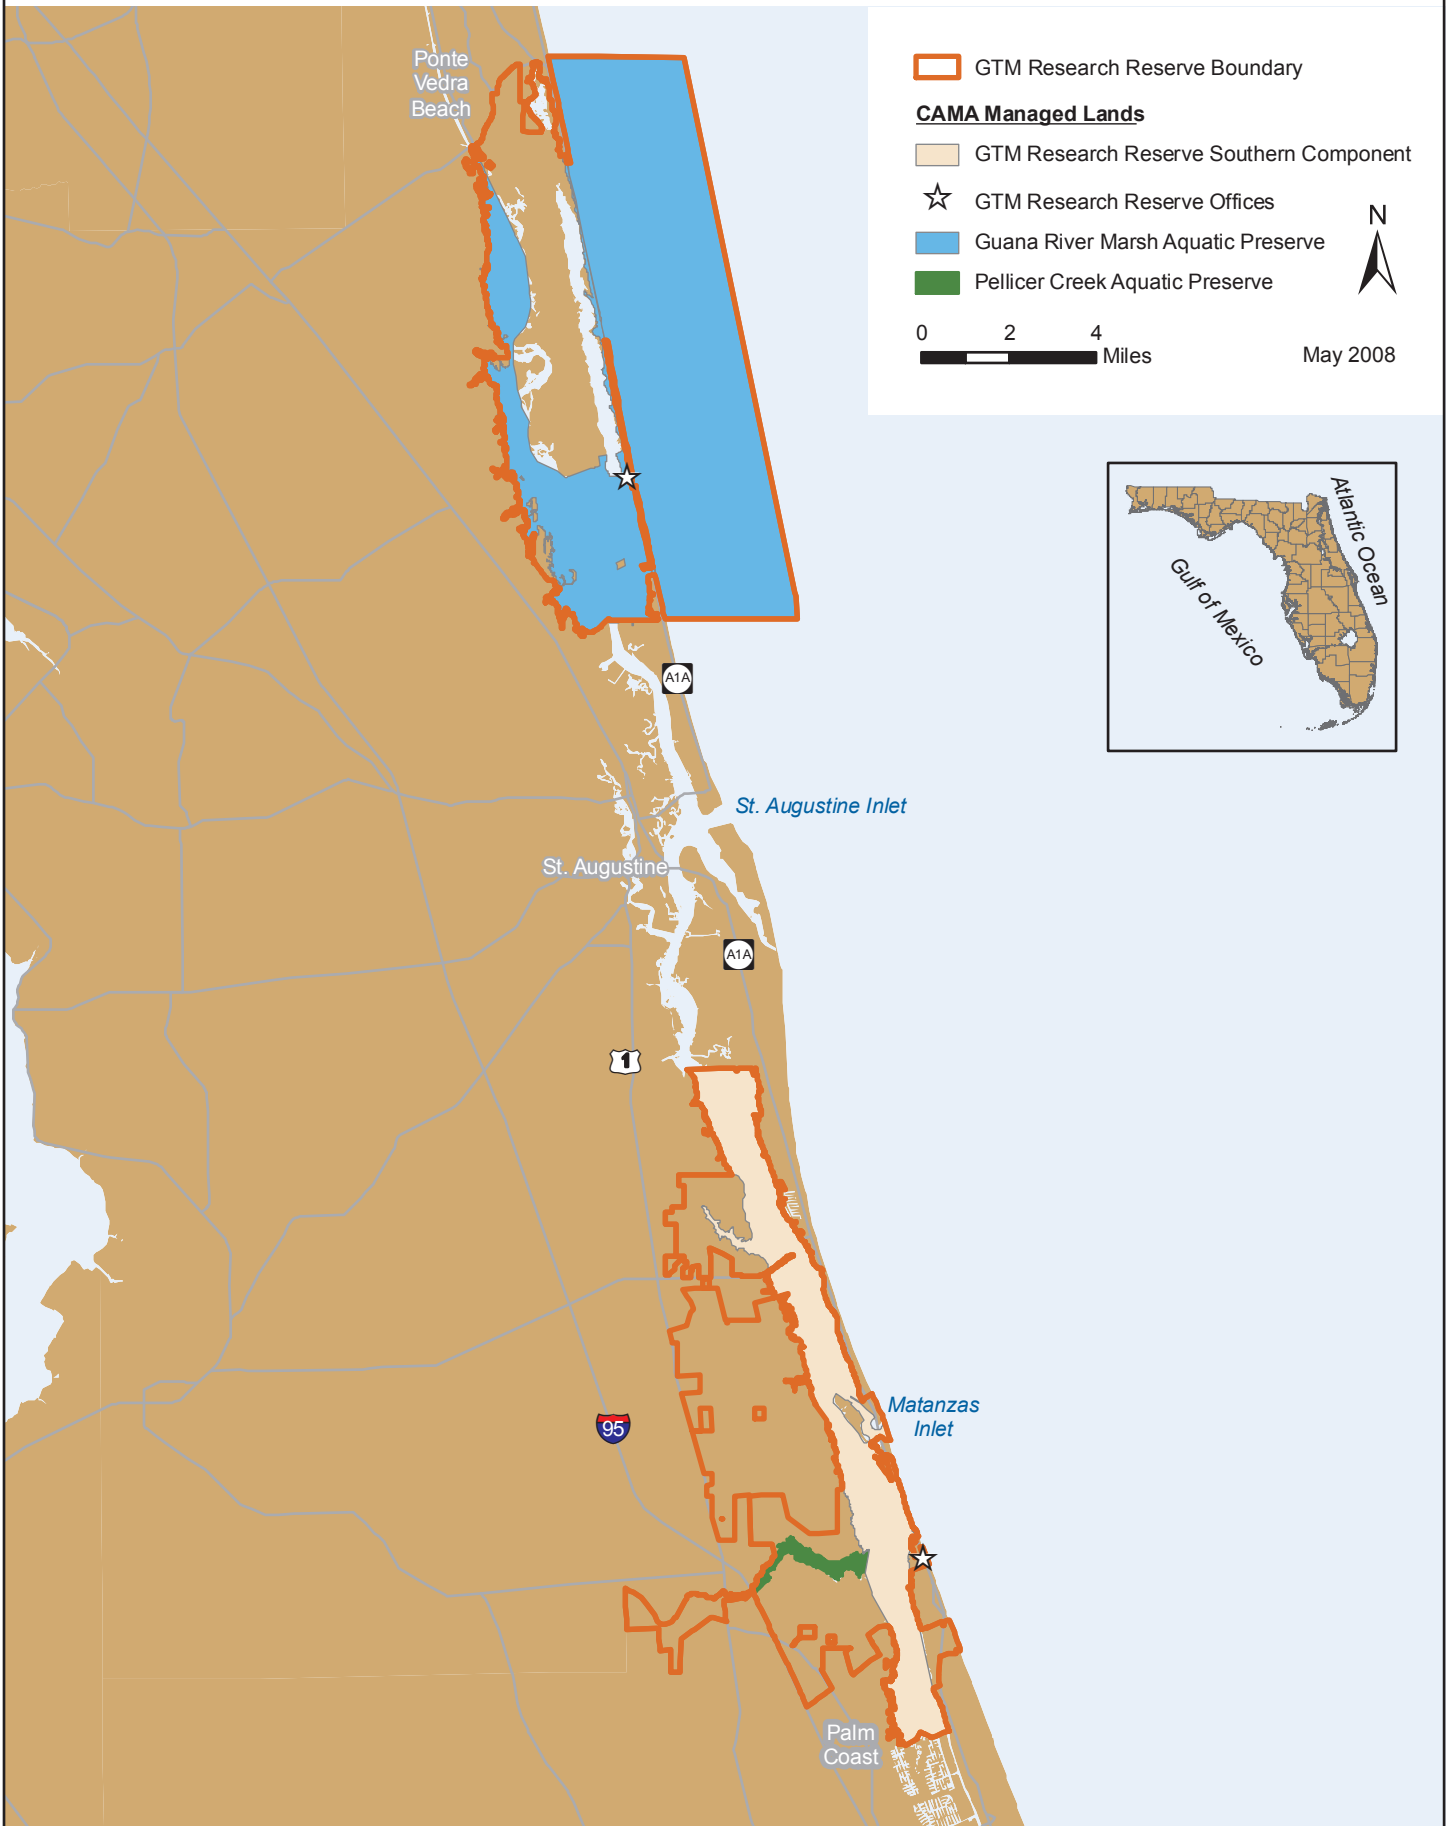 Ponte
Vedra
Beach
GTM Research Reserve Boundary
CAMA Managed Lands
GTM Research Reserve Southern Component
GTM Research Reserve Offices
Guana River Marsh Aquatic Preserve
Pellicer Creek Aquatic Preserve
N
0 2 4
Miles
May 2008
Atlantic Ocean
Gulf of Mexico
A1A
St. Augustine Inlet
St. Augustine
A1A
1
Matanzas
Inlet
95
Palm
Coast